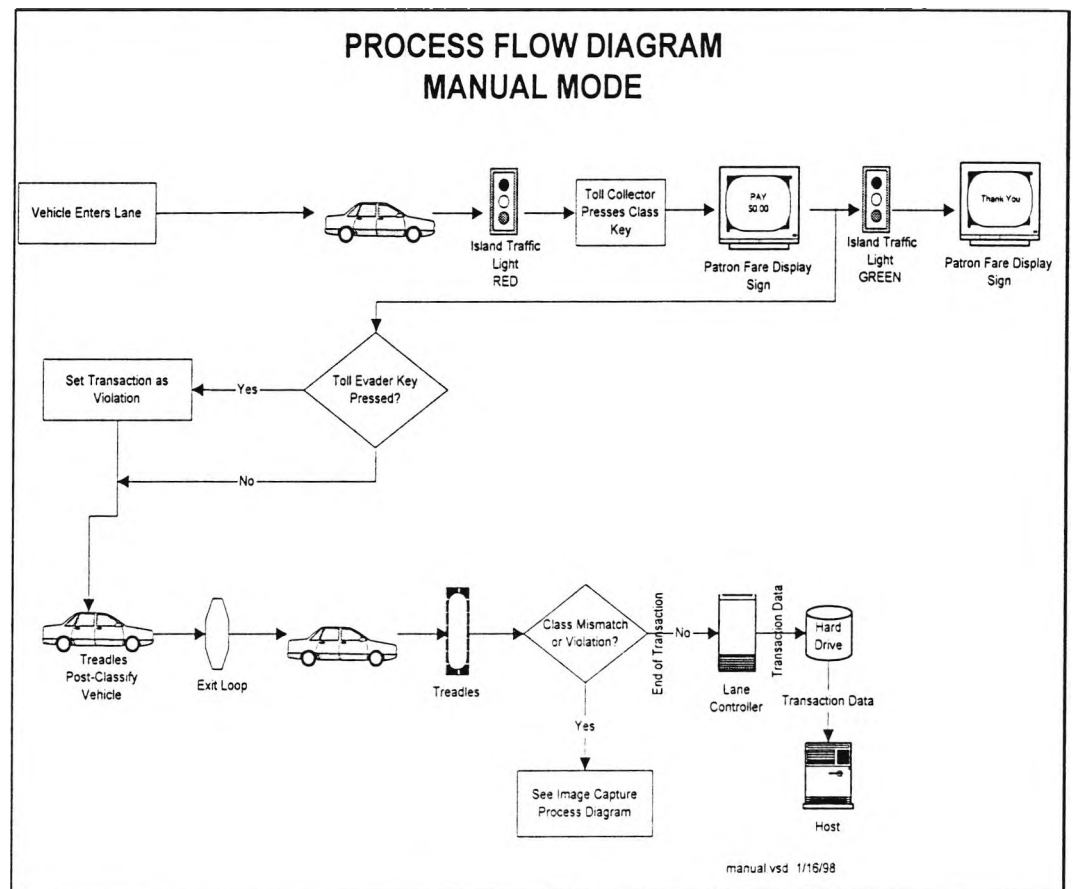 PROCESS FLOW DIAGRAM
MANUAL MODE
Vehicle Enters Lane
Island Traffic
Light
RED
Toll Collector
Presses Class
Key
PAY
$0.00
Patron Fare Display
Sign
Island Traffic
Light
GREEN
Thank You
Patron Fare Display
Sign
Set Transaction as
Violation
Yes
Toll Evader Key
Pressed?
No
Treadles
Post-Classify
Vehicle
Exit Loop
Treadles
Class Mismatch
or Violation?
End of Transaction
No
Lane
Controller
Transaction Data
Hard
Drive
Transaction Data
Yes
See Image Capture
Process Diagram
Host
manual vsd 1/16/98